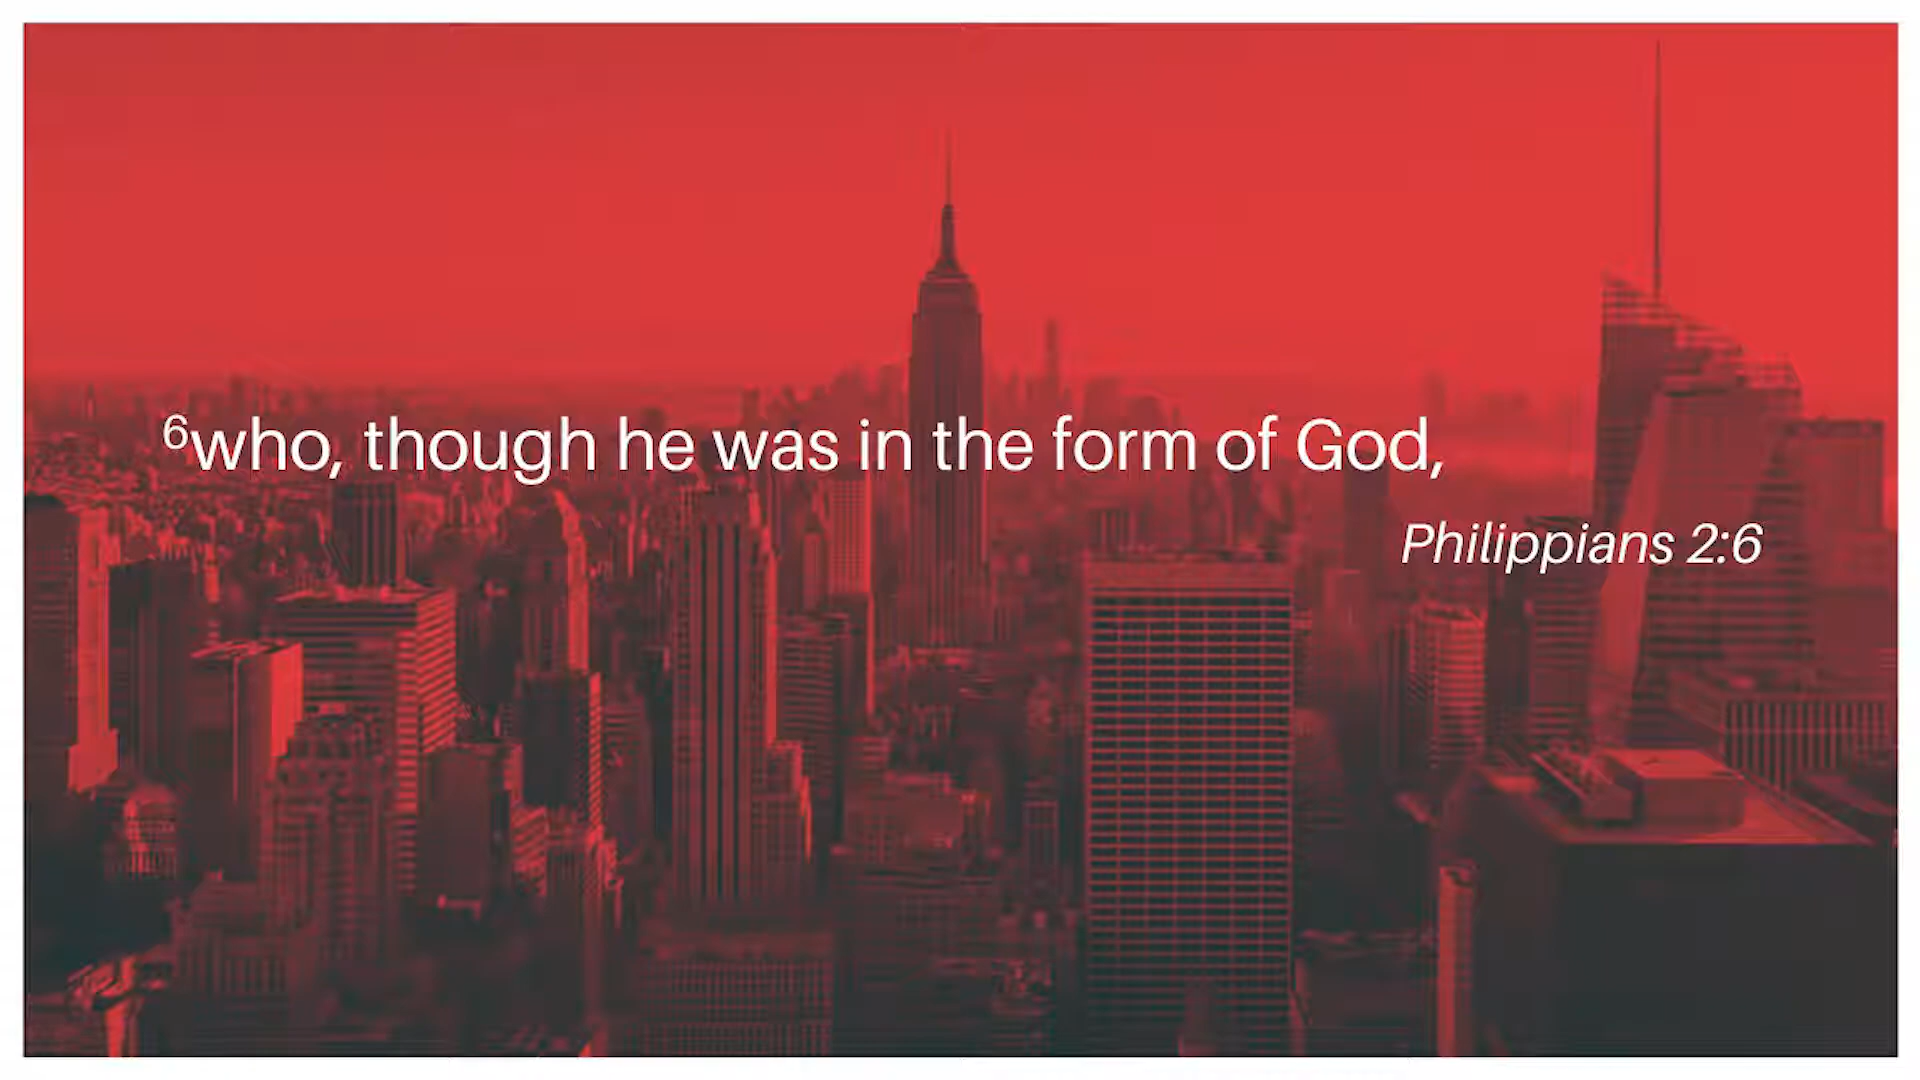 ⁶who, though he was in the form of God,
Philippians 2:6